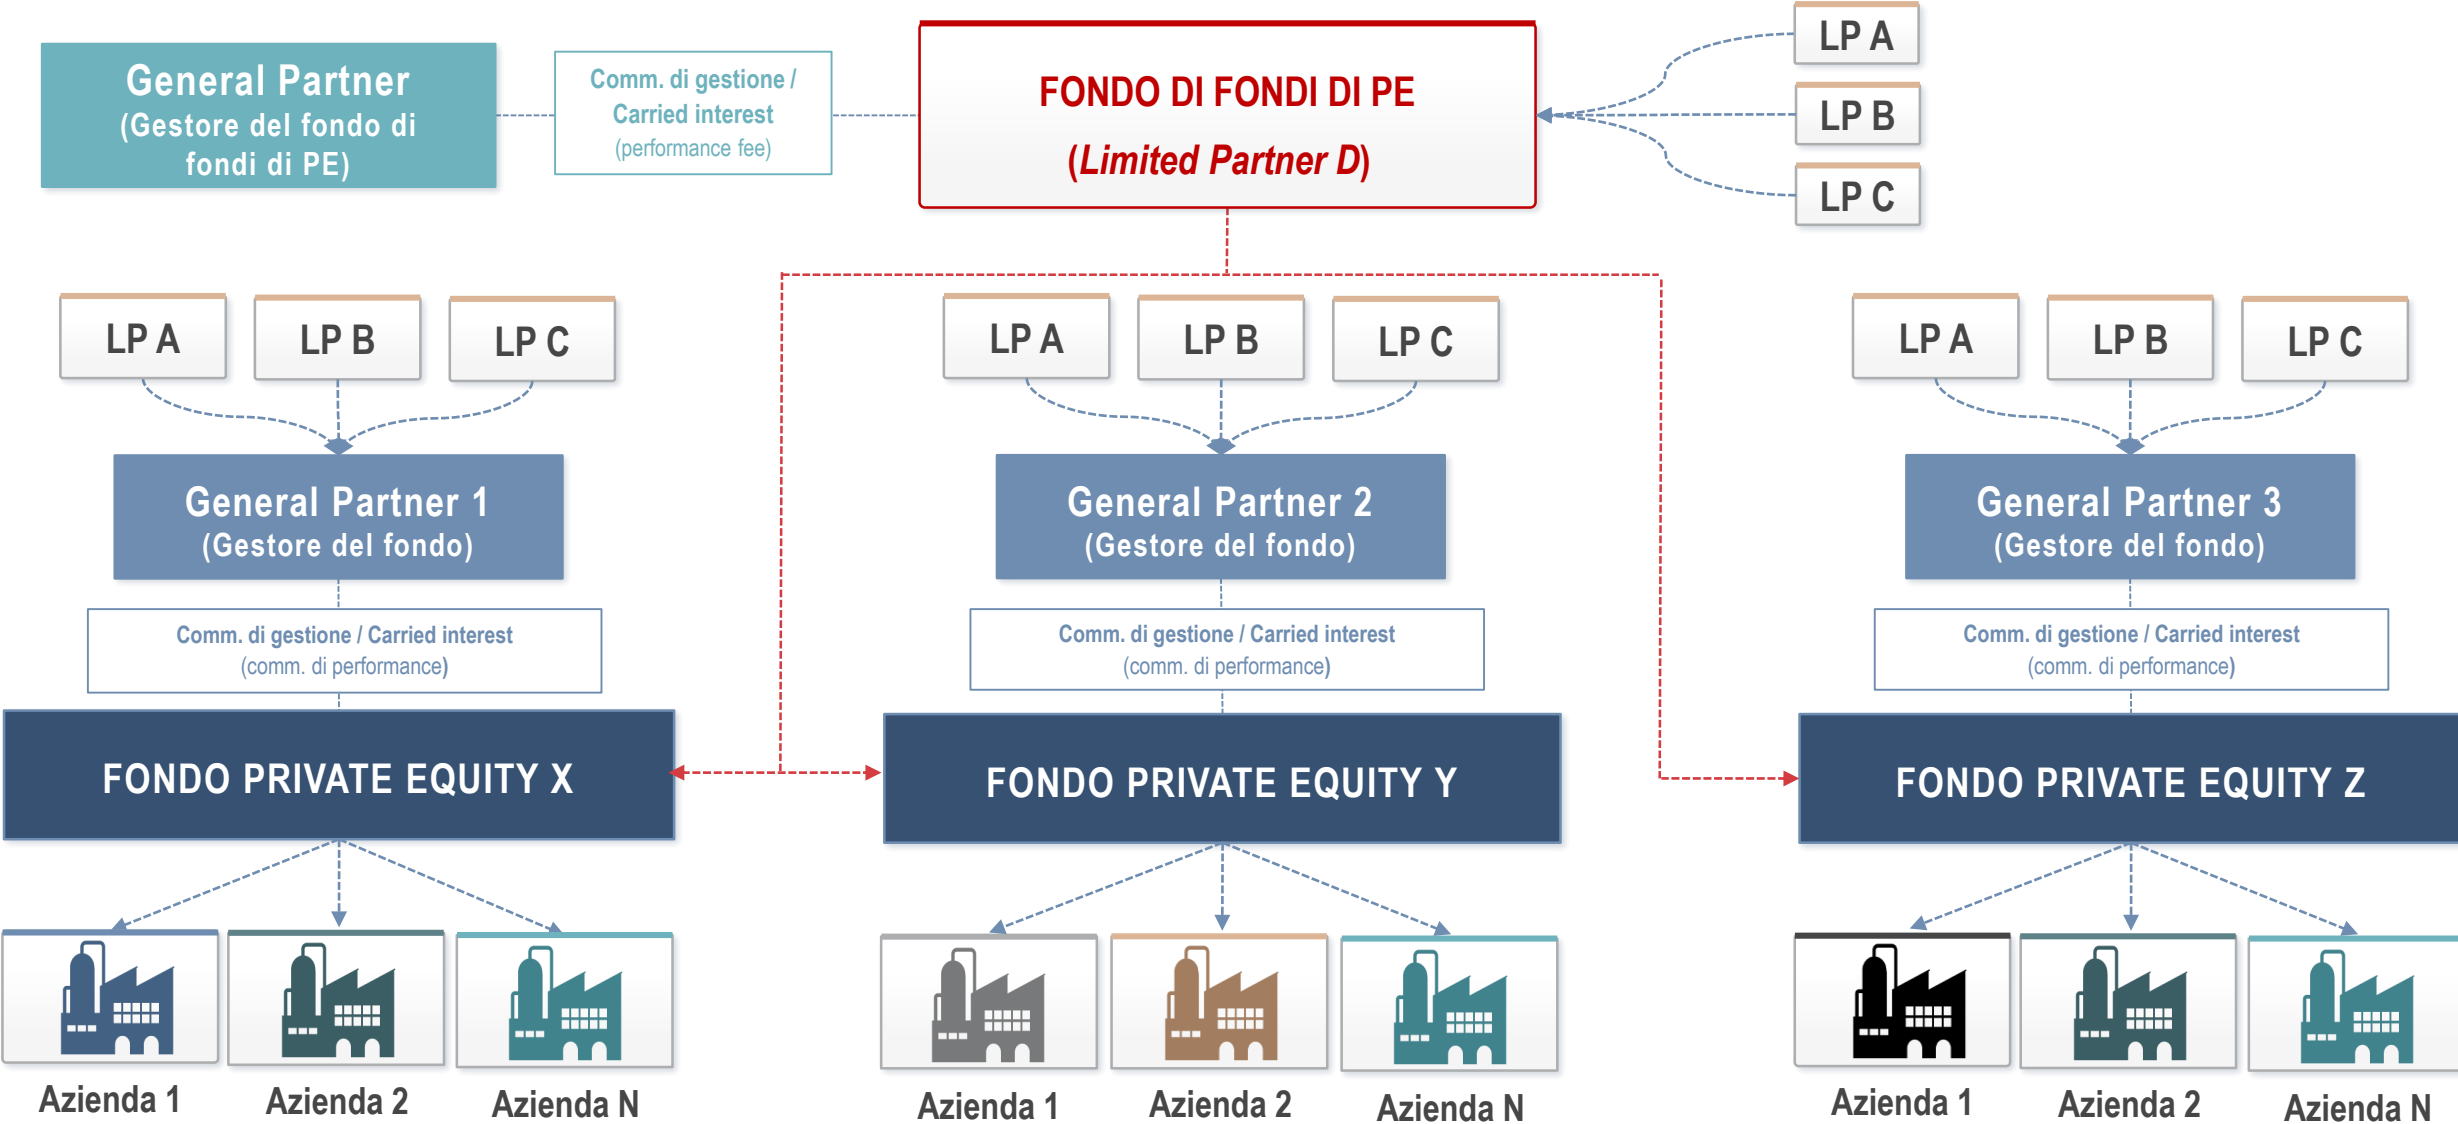 General Partner
(Gestore del fondo di
fondi di PE)
Comm. di gestione /
Carried interest
(performance fee)
FONDO DI FONDI DI PE
(Limited Partner D)
LP A
LP B
LP C
LP A
LP B
LP C
LP A
LP B
LP C
LP A
LP B
LP C
General Partner 1
(Gestore del fondo)
General Partner 2
(Gestore del fondo)
General Partner 3
(Gestore del fondo)
Comm. di gestione / Carried interest
(comm. di performance)
Comm. di gestione / Carried interest
(comm. di performance)
Comm. di gestione / Carried interest
(comm. di performance)
FONDO PRIVATE EQUITY X
FONDO PRIVATE EQUITY Y
FONDO PRIVATE EQUITY Z
Azienda 1
Azienda 2
Azienda N
Azienda 1
Azienda 2
Azienda N
Azienda 1
Azienda 2
Azienda N